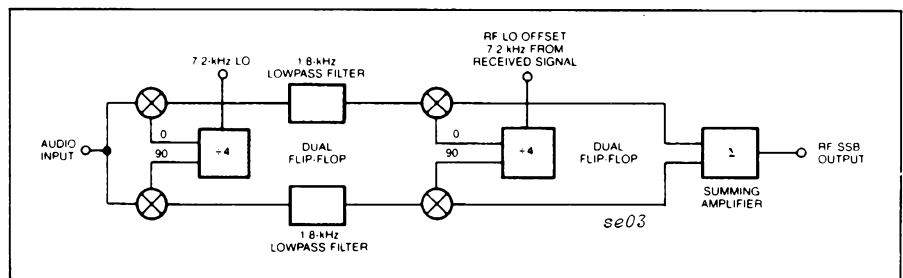 7.2-kHz LO
1.8-kHz
LOWPASS FILTER
RF LO OFFSET
7.2 kHz FROM
RECEIVED SIGNAL
AUDIO
INPUT
0
90
÷4
DUAL
FLIP-FLOP
0
90
÷4
DUAL
FLIP-FLOP
Σ
SUMMING
AMPLIFIER
RF SSB
OUTPUT
1.8-kHz
LOWPASS FILTER
se03